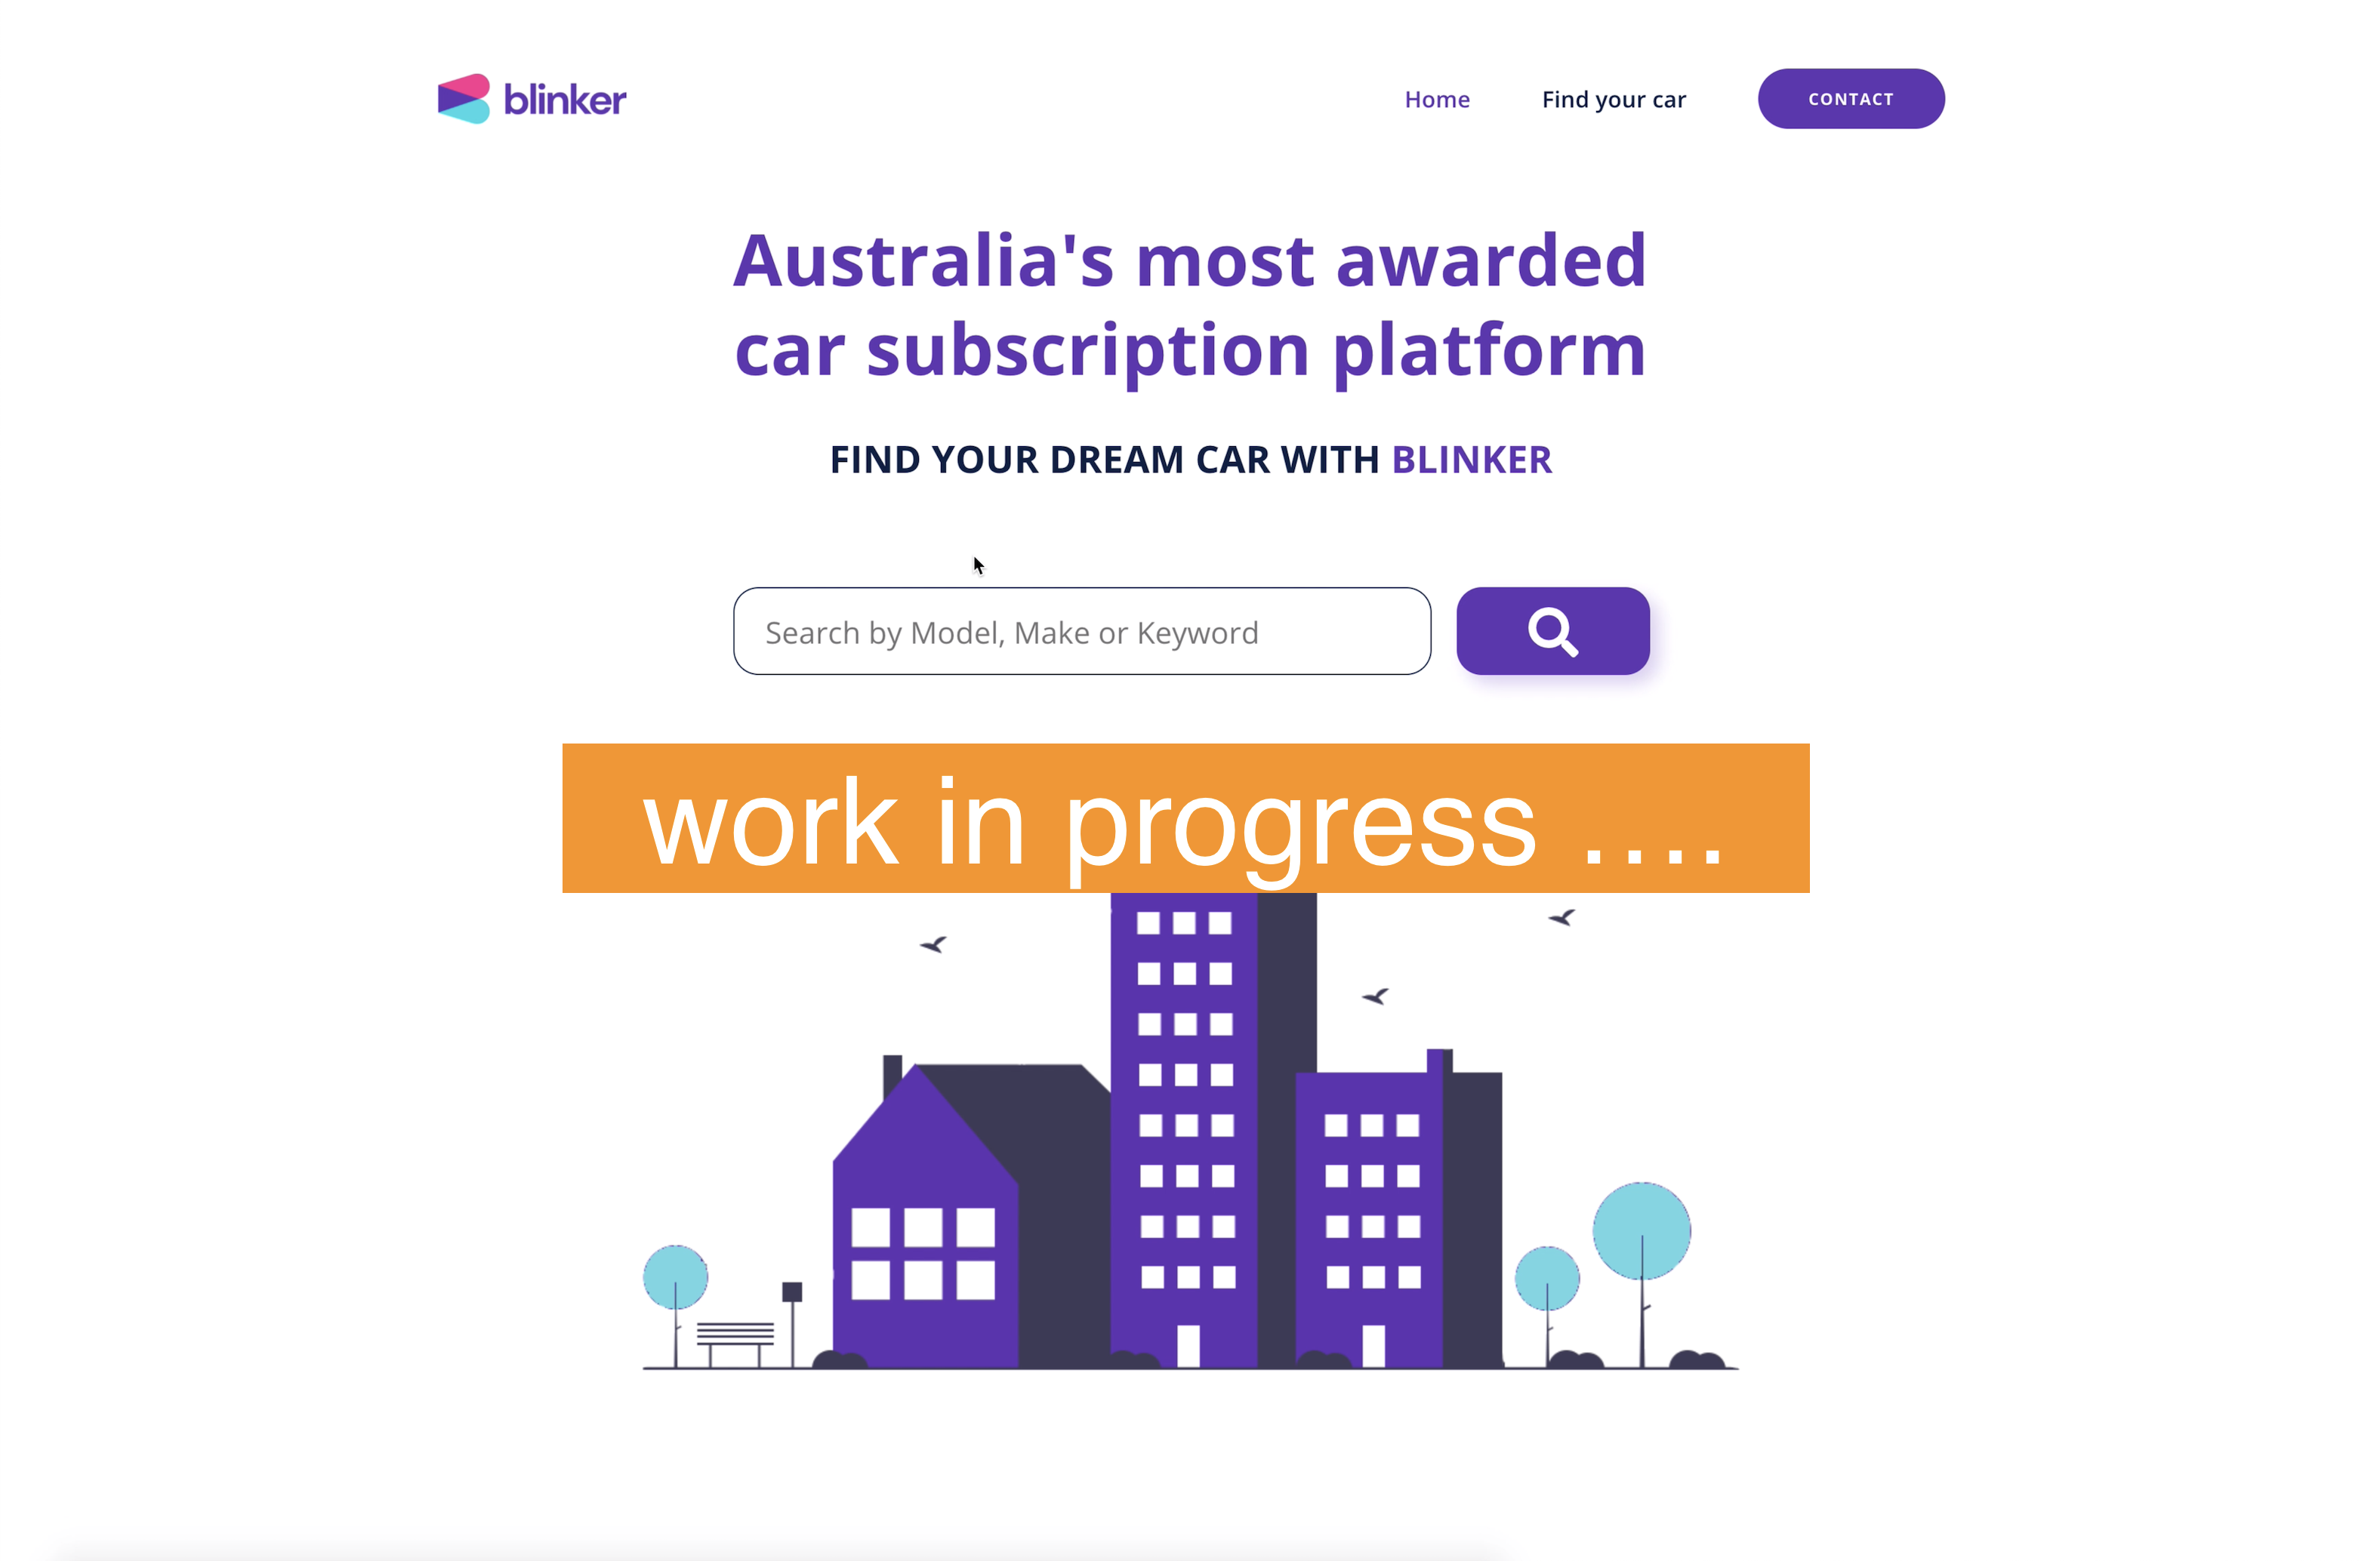 blinker
Home
Find your car
CONTACT
Australia's most awarded
car subscription platform
FIND YOUR DREAM CAR WITH BLINKER
Search by Model, Make or Keyword
work in progress ....